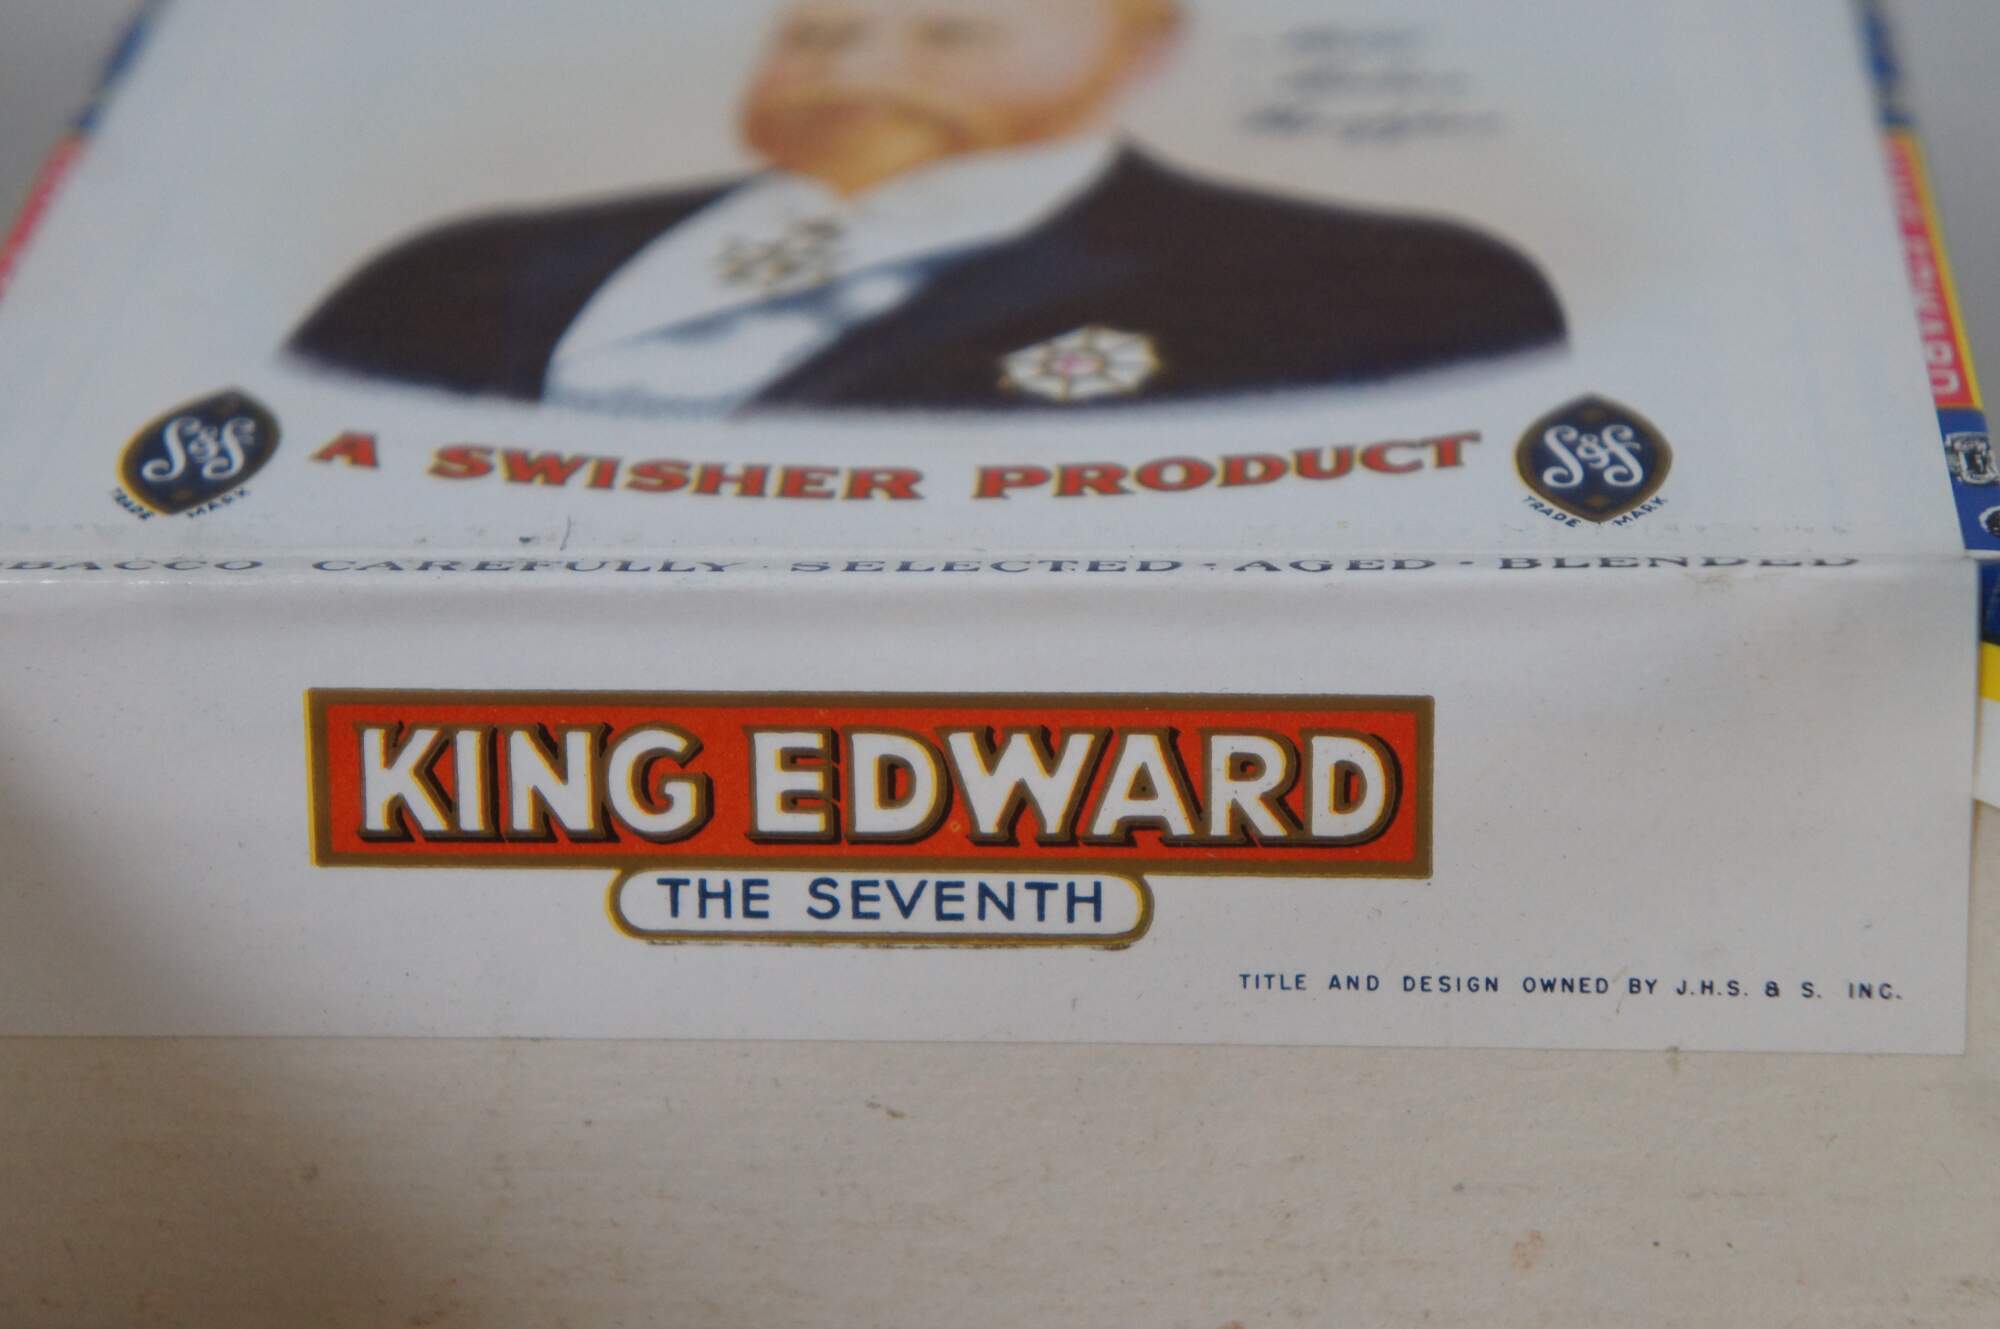 A SWISHER PRODUCT
S&S
TRADE MARK
S&S
TRADE MARK
CAREFULLY SELECTED · AGED · BLENDED
KING EDWARD
THE SEVENTH
TITLE AND DESIGN OWNED BY J.H.S. & S. INC.